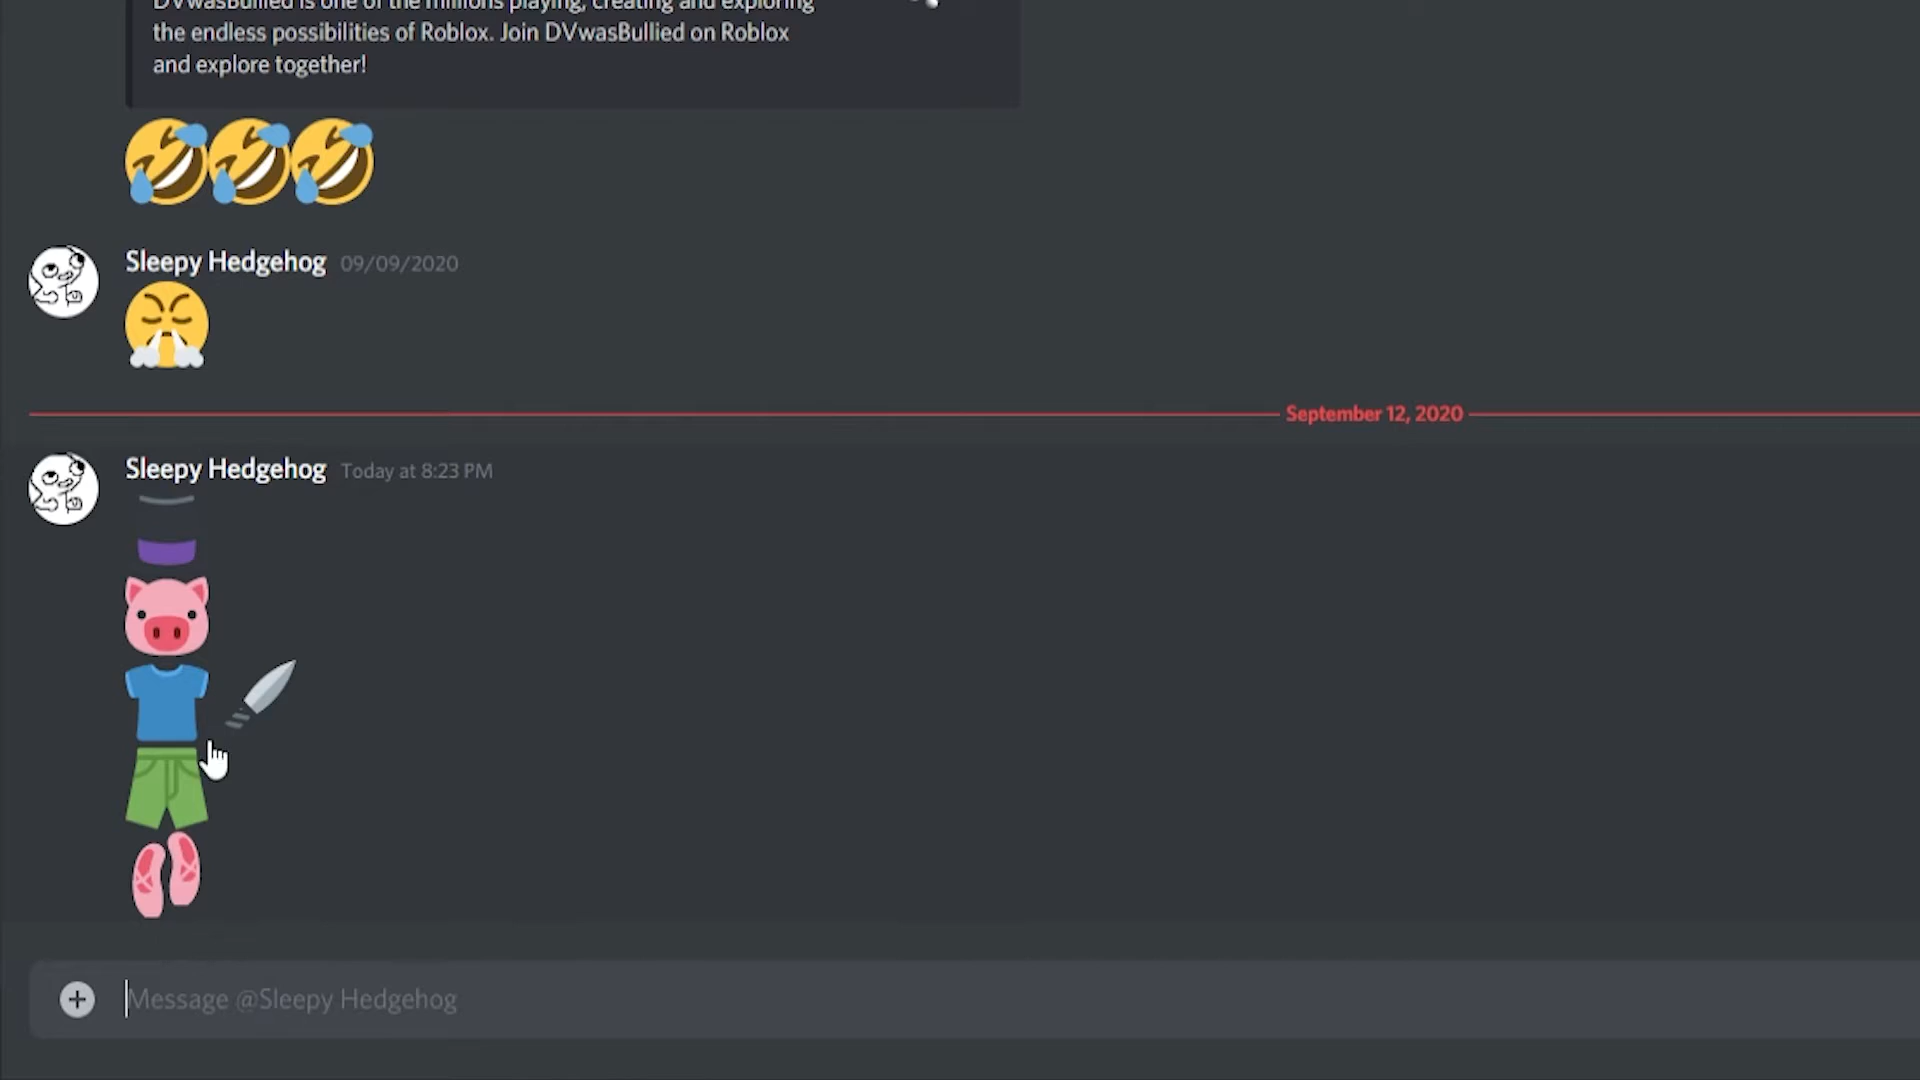 DVwasBullied is one of the millions playing, creating and exploring
the endless possibilities of Roblox. Join DVwasBullied on Roblox
and explore together!
Sleepy Hedgehog 09/09/2020
September 12, 2020
Sleepy Hedgehog Today at 8:23 PM
Message @Sleepy Hedgehog